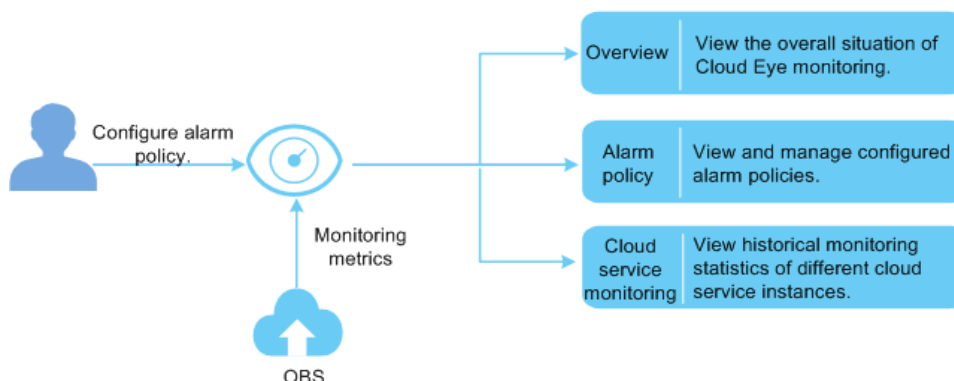 Configure alarm
policy.
Monitoring
metrics
OBS
Overview
View the overall situation of
Cloud Eye monitoring.
Alarm
policy
View and manage configured
alarm policies.
Cloud
service
monitoring
View historical monitoring
statistics of different cloud
service instances.